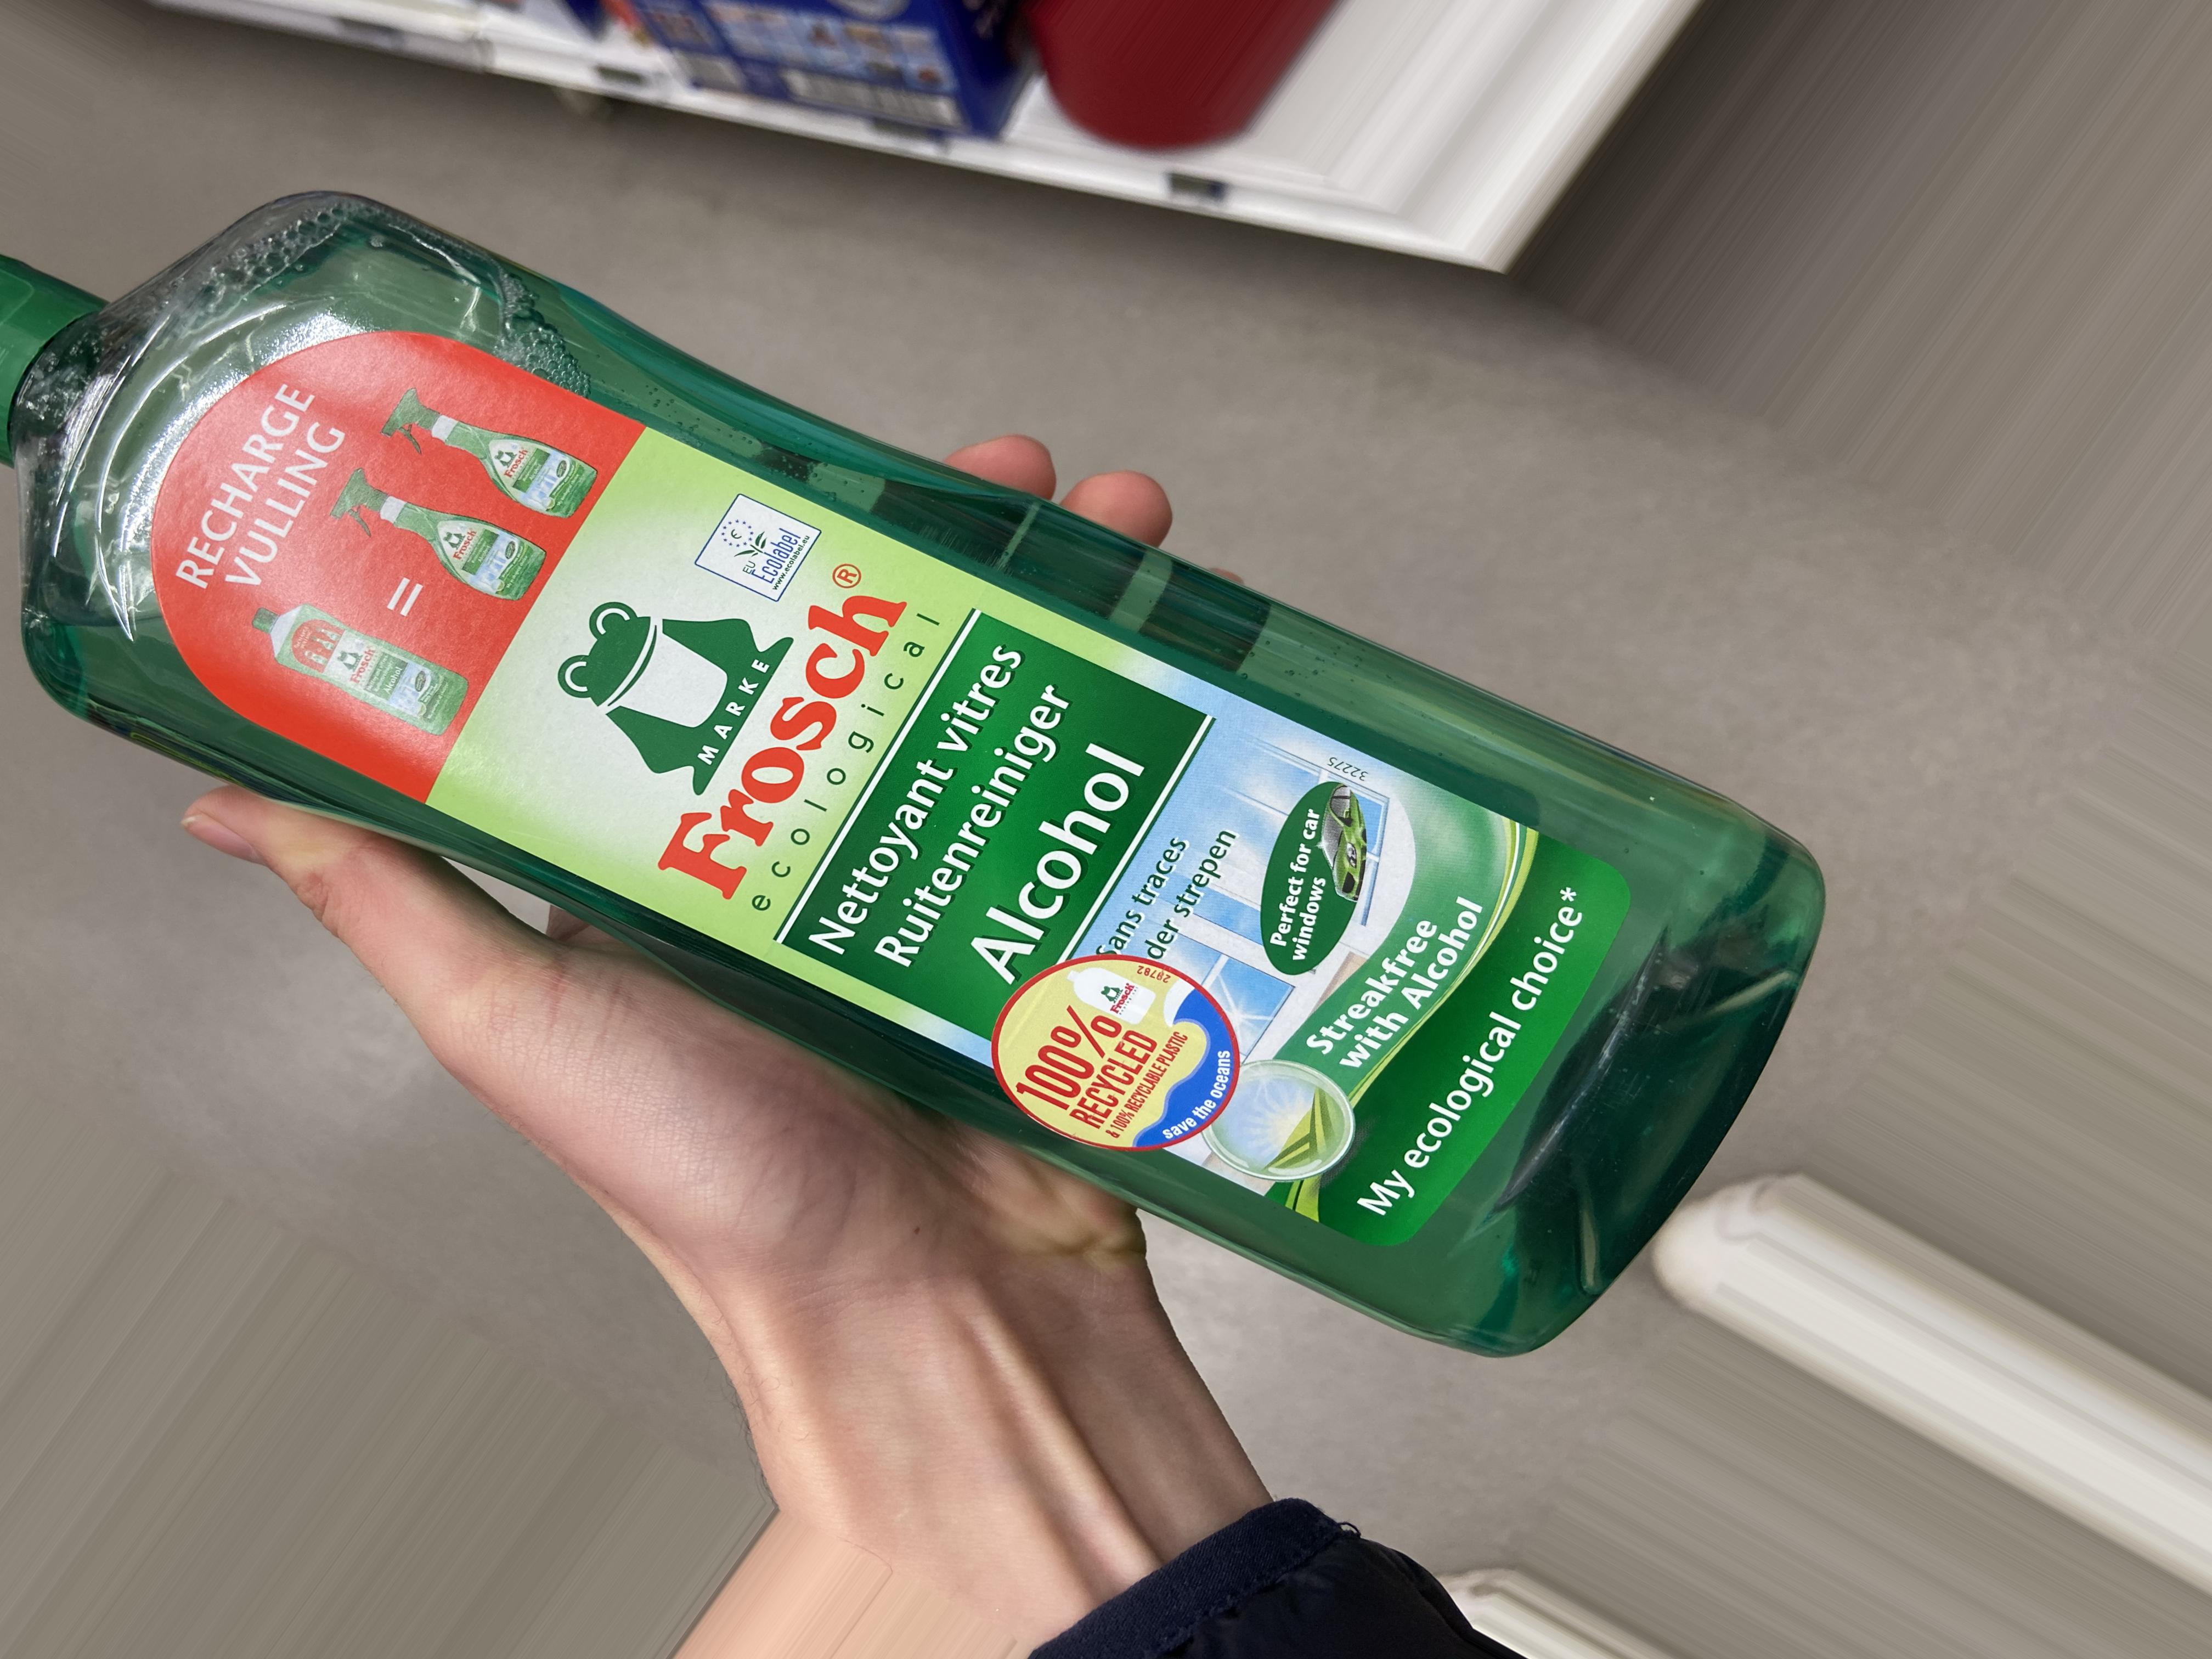 RECHARGE
VULLING
=
EU
Ecolabel
www.ecolabel.eu
MARKE
Frosch®
ecological
Nettoyant vitres
Ruitenreiniger
Alcohol
Sans traces
der strepen
32275
Perfect for car
windows
29782
Frosch
100%
RECYCLED
& 100% RECYCLABLE PLASTIC
save the oceans
Streakfree
with Alcohol
My ecological choice*